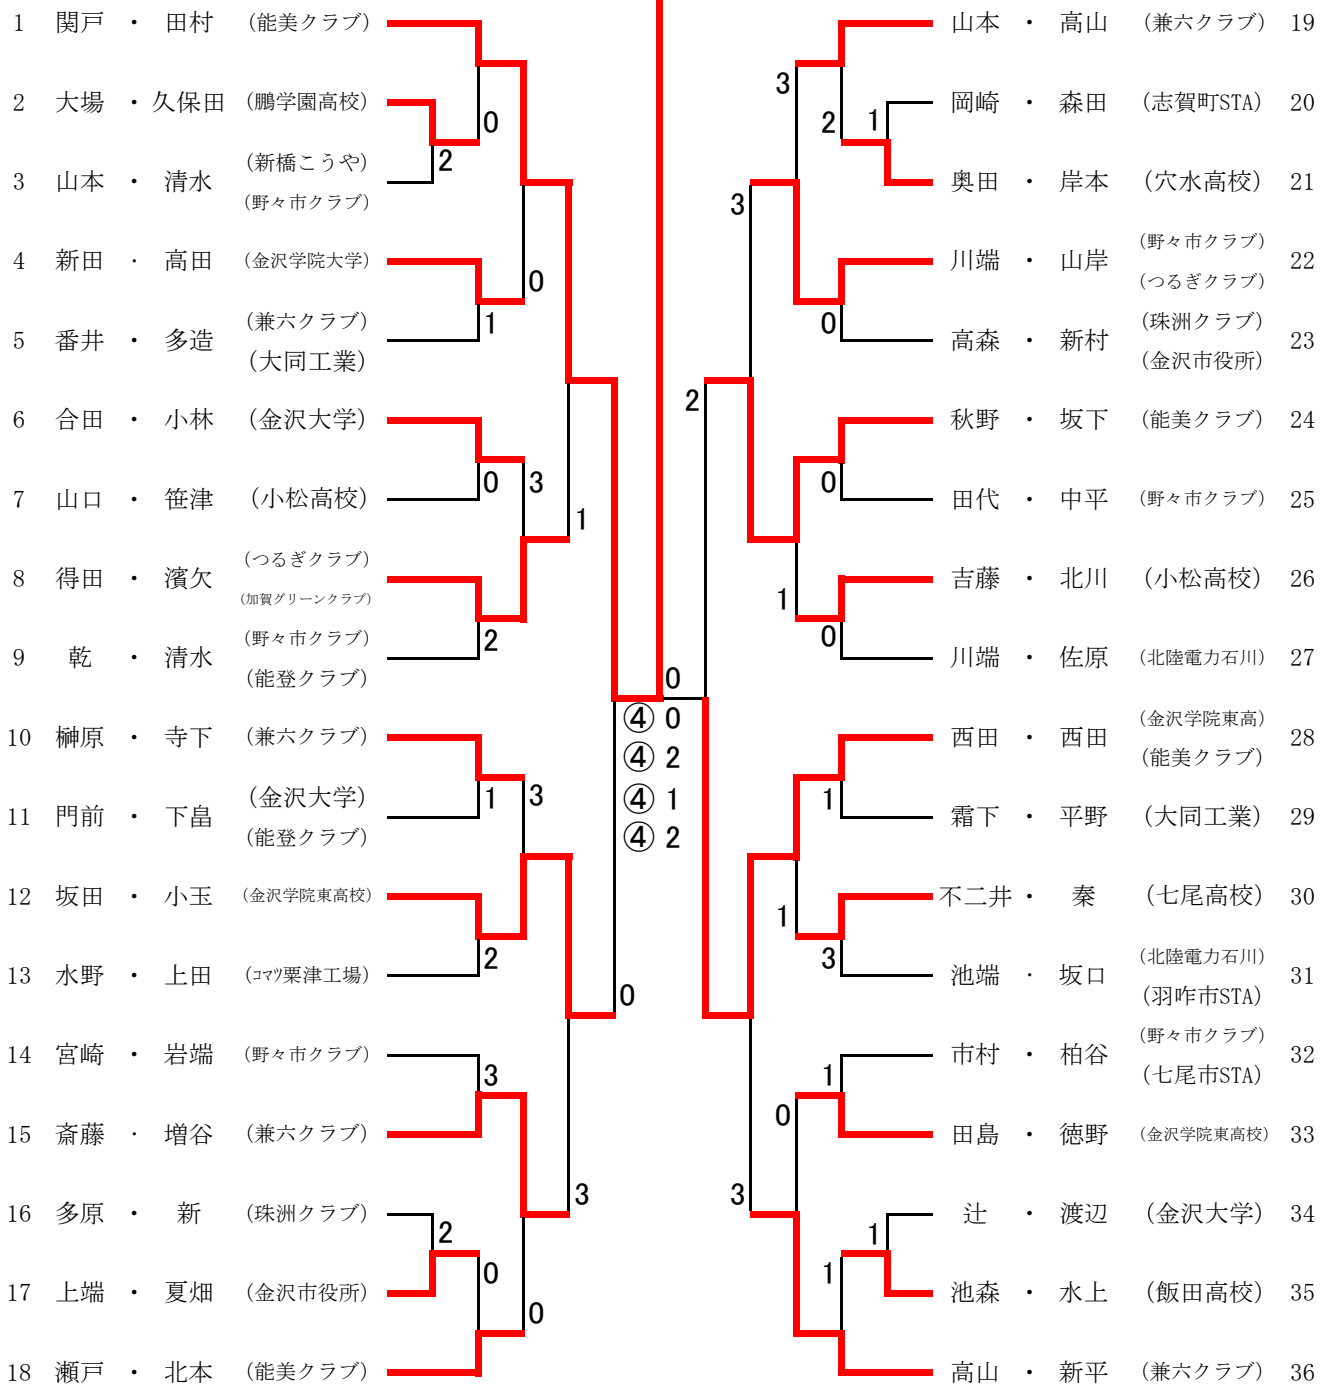 1 関戸 ・ 田村 (能美クラブ)
2 大場 ・ 久保田 (鵬学園高校)
0
2
3 山本 ・ 清水 (新橋こうや)
(野々市クラブ)
4 新田 ・ 高田 (金沢学院大学)
0
1
5 番井 ・ 多造 (兼六クラブ)
(大同工業)
6 合田 ・ 小林 (金沢大学)
0 3
7 山口 ・ 笹津 (小松高校)
1
8 得田 ・ 濱欠 (つるぎクラブ)
(加賀グリーンクラブ)
2
9 乾 ・ 清水 (野々市クラブ)
(能登クラブ)
10 榊原 ・ 寺下 (兼六クラブ)
1 3
11 門前 ・ 下畠 (金沢大学)
(能登クラブ)
12 坂田 ・ 小玉 (金沢学院東高校)
2
13 水野 ・ 上田 (コマツ粟津工場)
0
14 宮崎 ・ 岩端 (野々市クラブ)
3
15 斎藤 ・ 増谷 (兼六クラブ)
3
16 多原 ・ 新 (珠洲クラブ)
2
0
17 上端 ・ 夏畑 (金沢市役所)
0
18 瀬戸 ・ 北本 (能美クラブ)
0
④ 0
④ 2
④ 1
④ 2
山本 ・ 高山 (兼六クラブ) 19
3
岡崎 ・ 森田 (志賀町STA) 20
2 1
奥田 ・ 岸本 (穴水高校) 21
3
川端 ・ 山岸 (野々市クラブ) 22
(つるぎクラブ)
0
高森 ・ 新村 (珠洲クラブ) 23
(金沢市役所)
2
秋野 ・ 坂下 (能美クラブ) 24
0
田代 ・ 中平 (野々市クラブ) 25
吉藤 ・ 北川 (小松高校) 26
1
0
川端 ・ 佐原 (北陸電力石川) 27
西田 ・ 西田 (金沢学院東高) 28
(能美クラブ)
1
霜下 ・ 平野 (大同工業) 29
不二井 ・ 秦 (七尾高校) 30
1
3
池端 ・ 坂口 (北陸電力石川) 31
(羽咋市STA)
市村 ・ 柏谷 (野々市クラブ) 32
(七尾市STA)
1
0
田島 ・ 徳野 (金沢学院東高校) 33
3
辻 ・ 渡辺 (金沢大学) 34
1
1
池森 ・ 水上 (飯田高校) 35
高山 ・ 新平 (兼六クラブ) 36